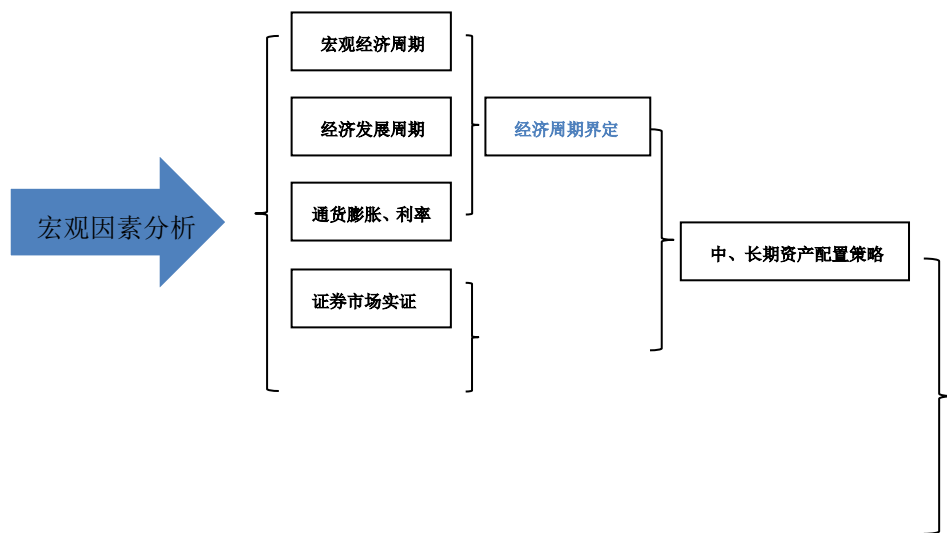 宏观经济周期
经济发展周期
经济周期界定
通货膨胀、利率
宏观因素分析
中、长期资产配置策略
证券市场实证